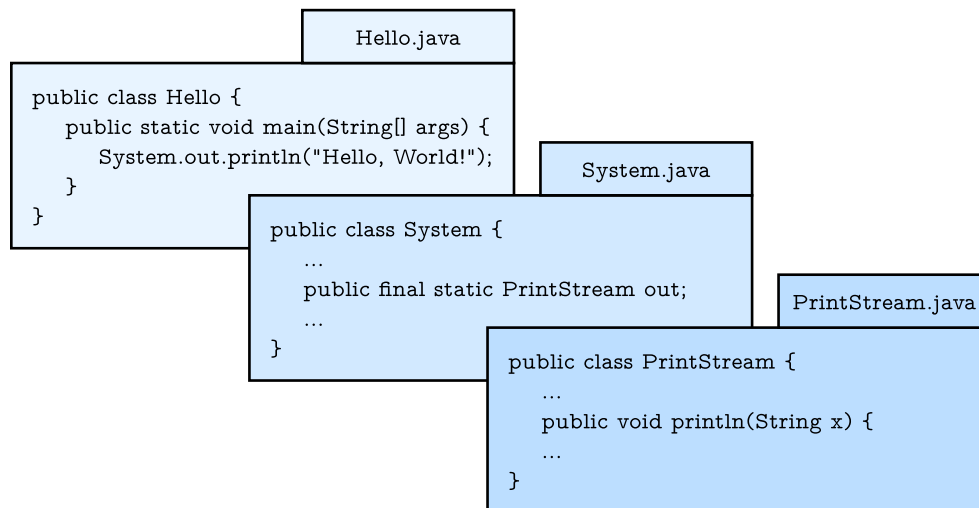 Hello.java
public class Hello {
public static void main(String[] args) {
System.out.println("Hello, World!");
}
}
System.java
public class System {
...
public final static PrintStream out;
...
}
PrintStream.java
public class PrintStream {
...
public void println(String x) {
...
}